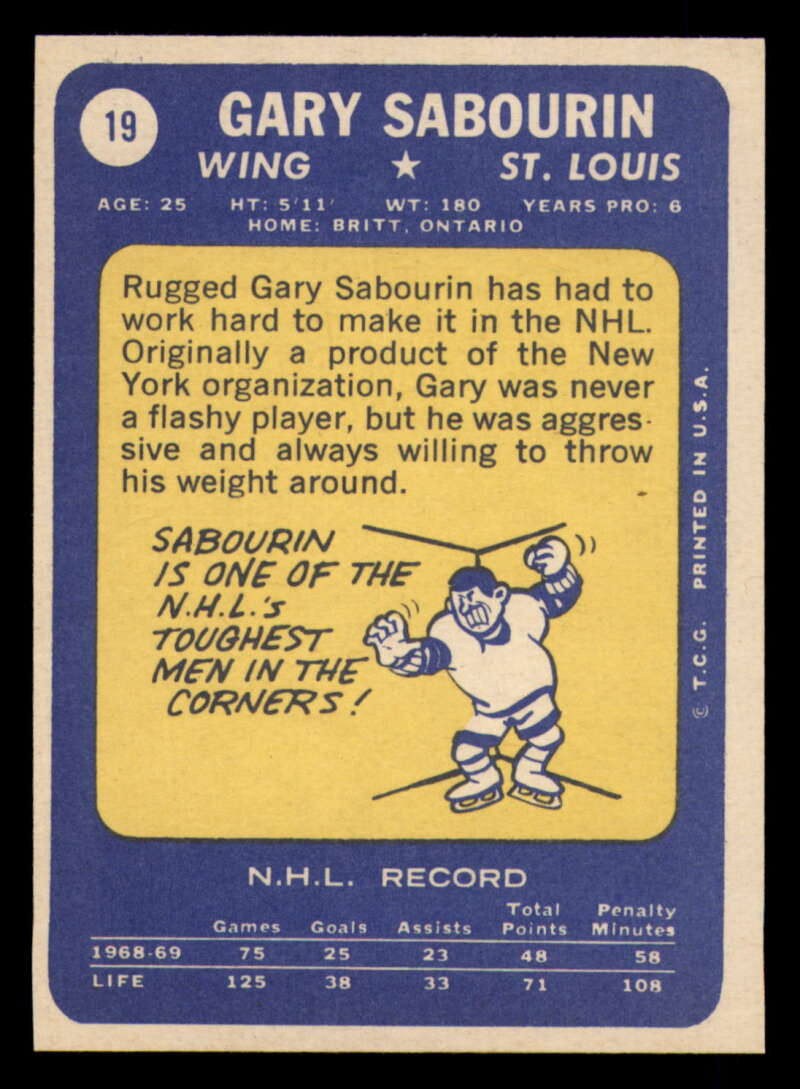 19
GARY SABOURIN
WING ★ ST. LOUIS
AGE: 25 HT: 5'11' WT: 180 YEARS PRO: 6
HOME: BRITT, ONTARIO
Rugged Gary Sabourin has had to
work hard to make it in the NHL.
Originally a product of the New
York organization, Gary was never
a flashy player, but he was aggres-
sive and always willing to throw
his weight around.
SABOURIN
IS ONE OF THE
N.H.L.'s
TOUGHEST
MEN IN THE
CORNERS!
© T.C.G. PRINTED IN U.S.A.
N.H.L. RECORD
Games Goals Assists Total Points Penalty Minutes
1968-69 75 25 23 48 58
LIFE 125 38 33 71 108